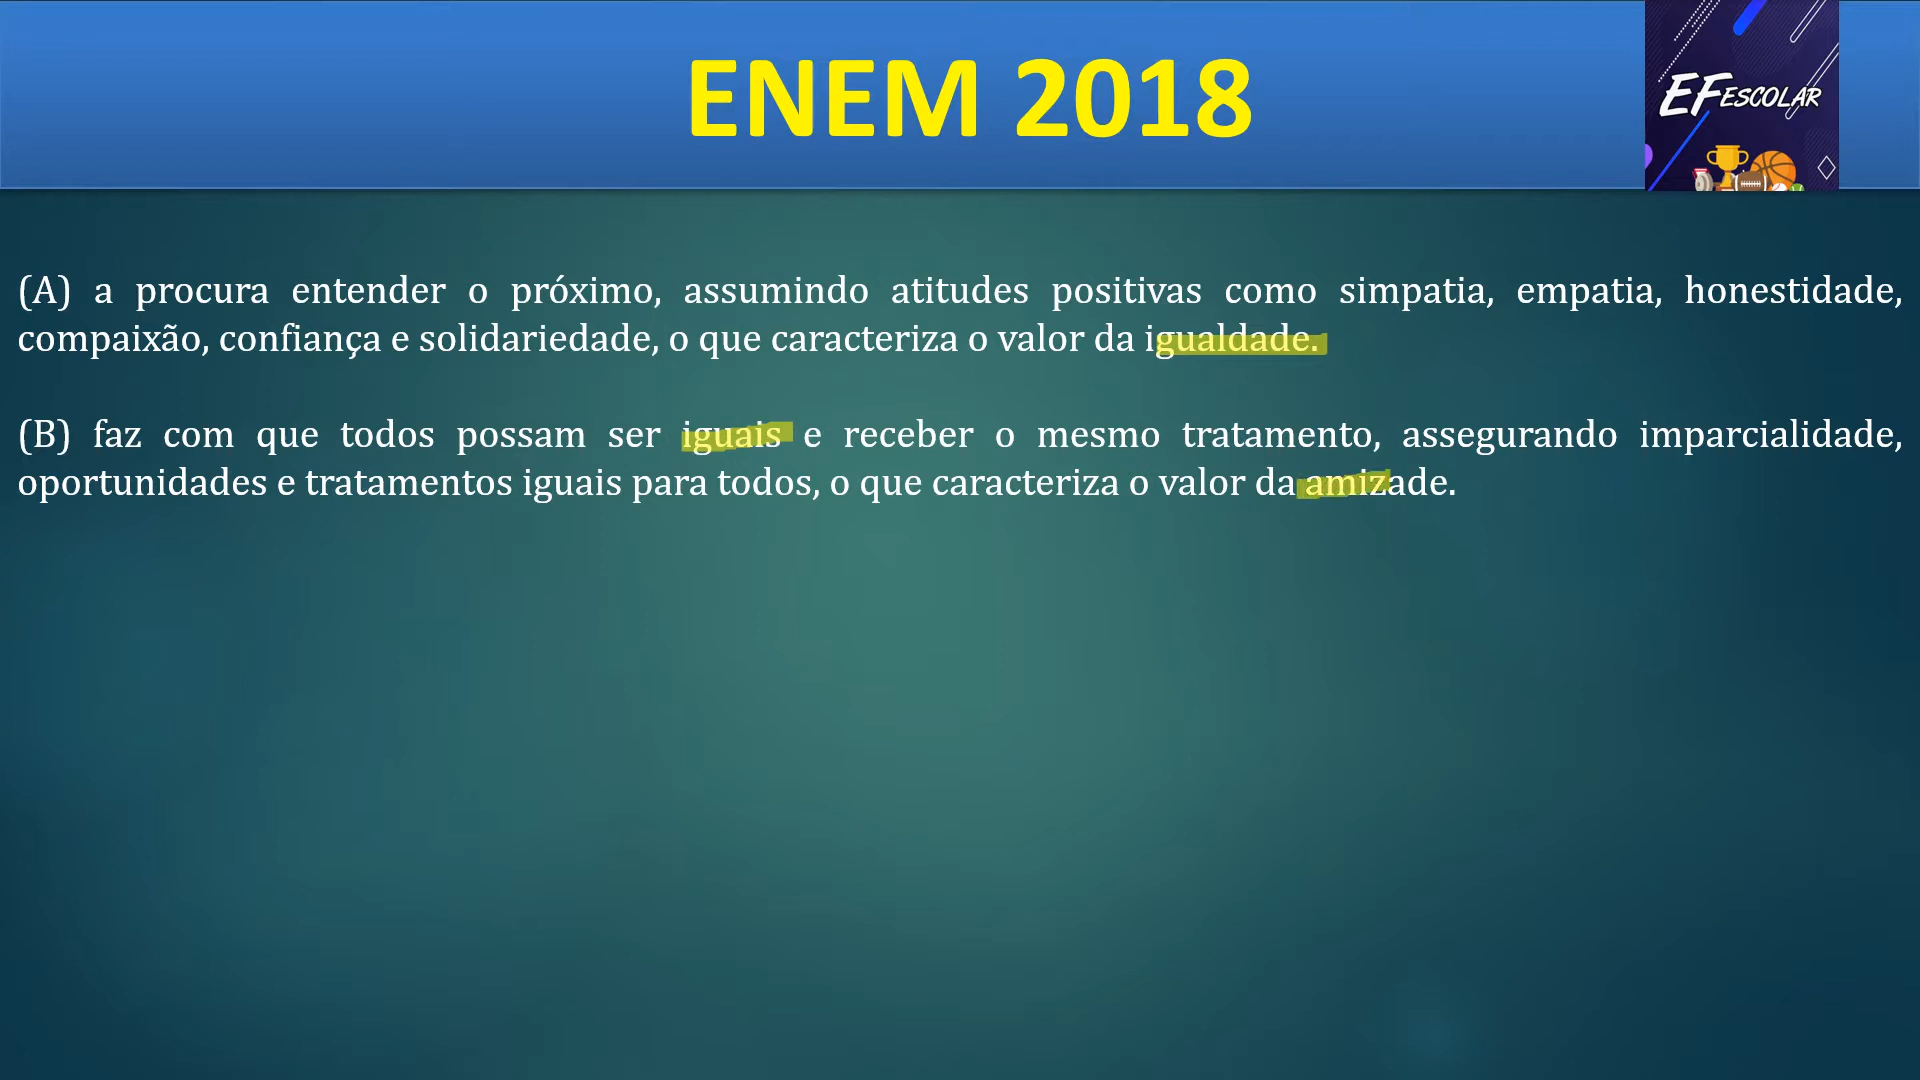 ENEM 2018
EFESCOLAR
(A) a procura entender o próximo, assumindo atitudes positivas como simpatia, empatia, honestidade,
compaixão, confiança e solidariedade, o que caracteriza o valor da igualdade.
(B) faz com que todos possam ser iguais e receber o mesmo tratamento, assegurando imparcialidade,
oportunidades e tratamentos iguais para todos, o que caracteriza o valor da amizade.